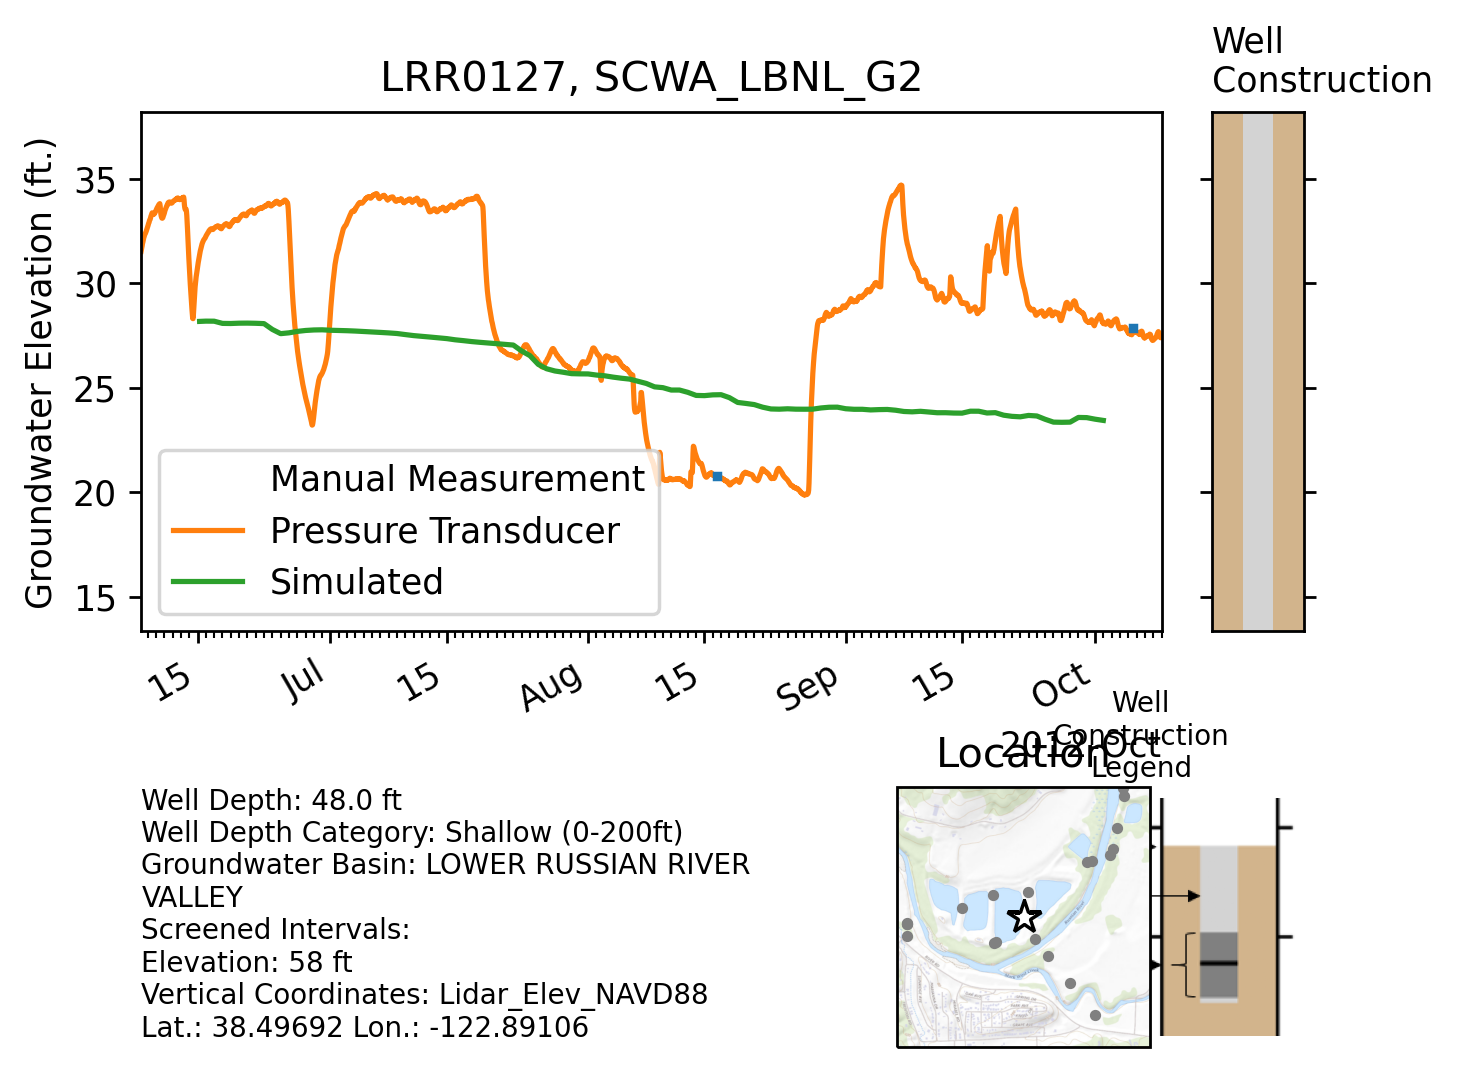 Well
Construction
LRR0127, SCWA_LBNL_G2
Groundwater Elevation (ft.)
35
30
25
20
15
Manual Measurement
Pressure Transducer
Simulated
15
Jul
15
Aug
15
Sep
15
Oct
2012-Oct
Location
Well
Construction
Legend
Well Depth: 48.0 ft
Well Depth Category: Shallow (0-200ft)
Groundwater Basin: LOWER RUSSIAN RIVER
VALLEY
Screened Intervals:
Elevation: 58 ft
Vertical Coordinates: Lidar_Elev_NAVD88
Lat.: 38.49692 Lon.: -122.89106